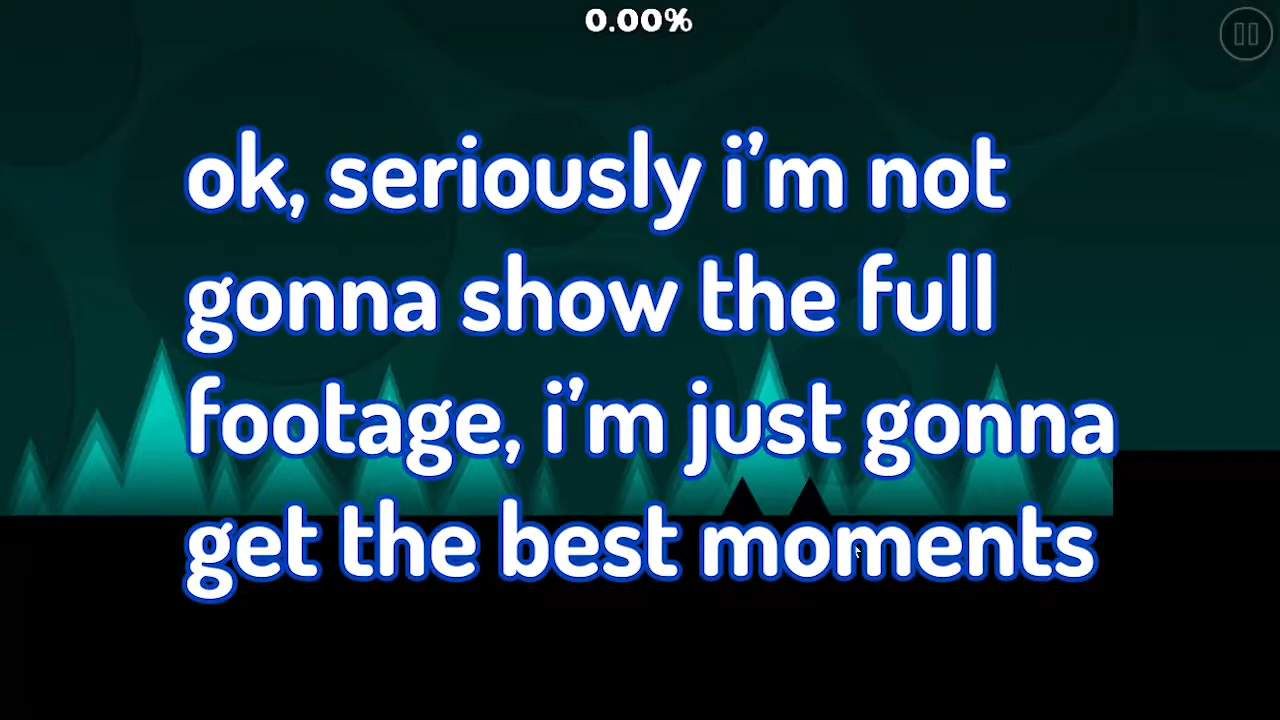 0.00%
ok, seriously i’m not
gonna show the full
footage, i’m just gonna
get the best moments